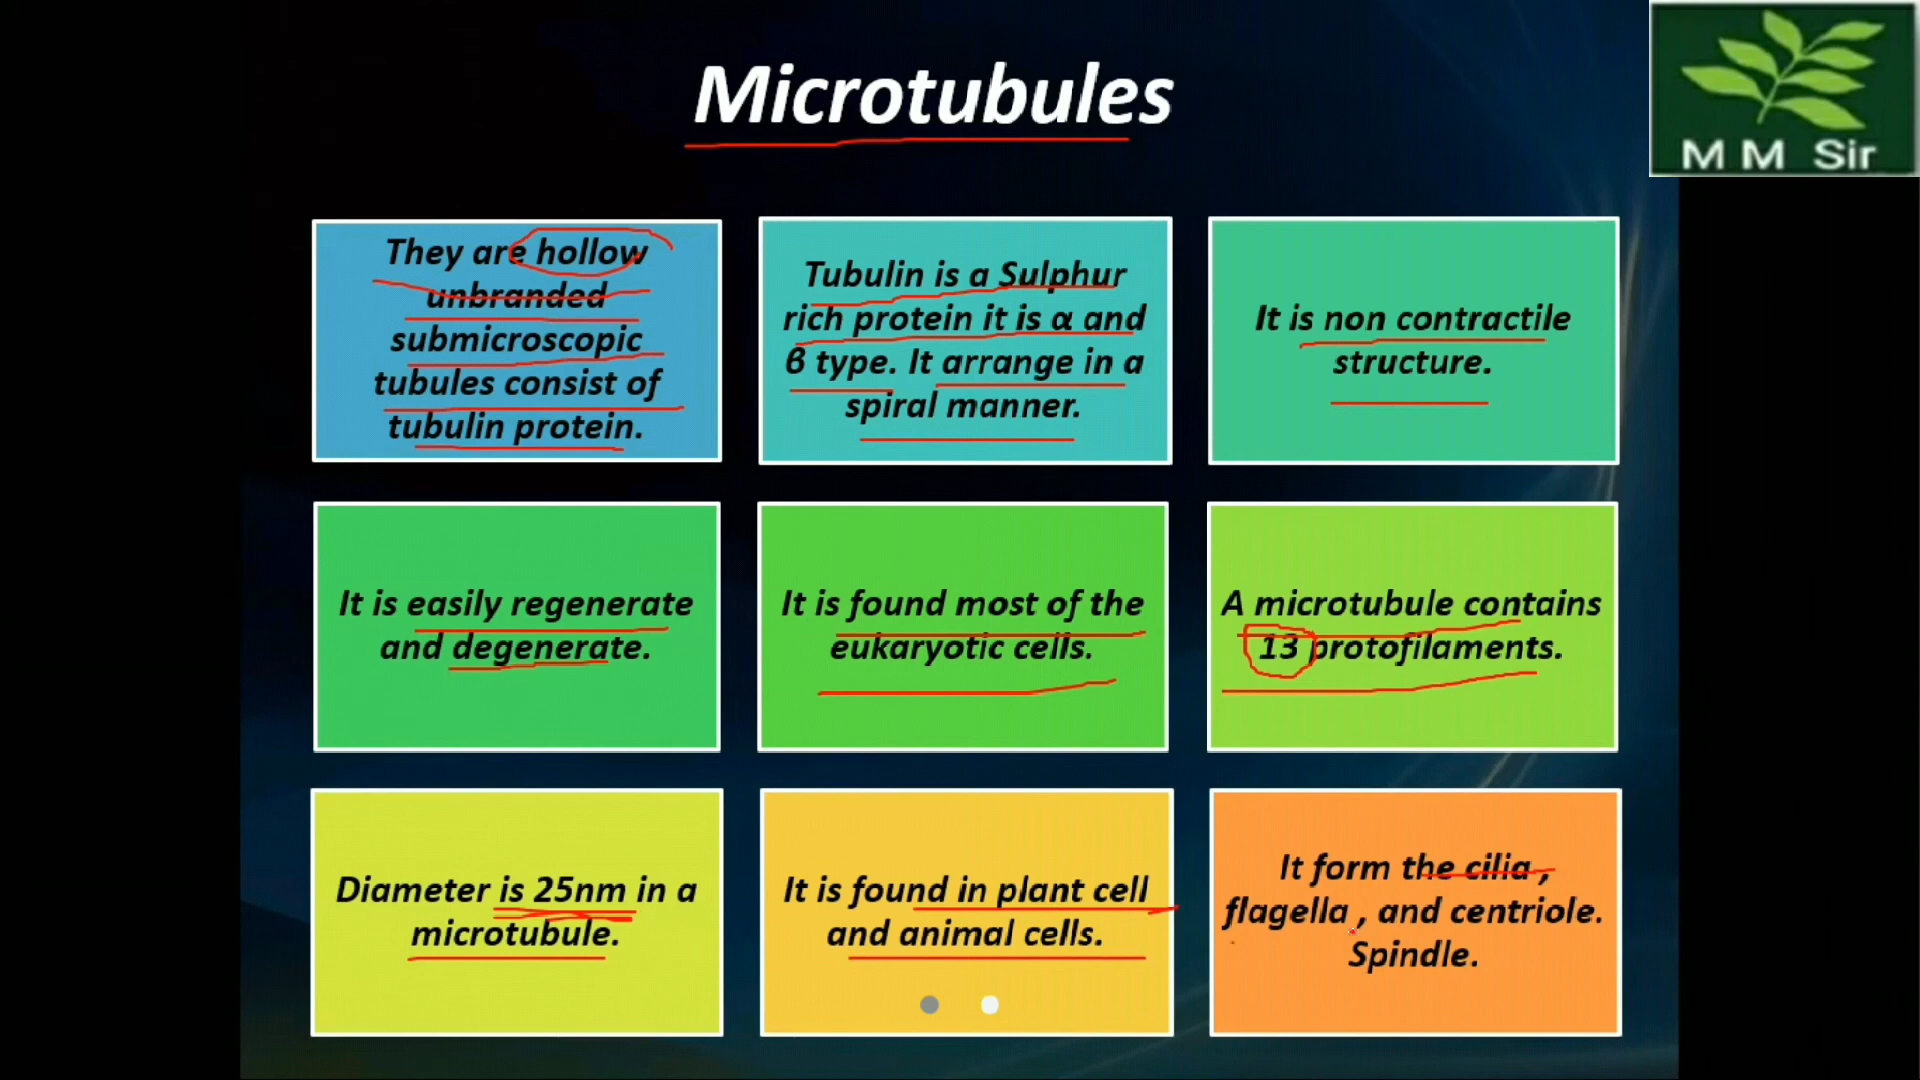 Microtubules
M M Sir
They are hollow
unbranded
submicroscopic
tubules consist of
tubulin protein.
Tubulin is a Sulphur
rich protein it is α and
β type. It arrange in a
spiral manner.
It is non contractile
structure.
It is easily regenerate
and degenerate.
It is found most of the
eukaryotic cells.
A microtubule contains
13 protofilaments.
Diameter is 25nm in a
microtubule.
It is found in plant cell
and animal cells.
It form the cilia ,
flagella , and centriole.
Spindle.